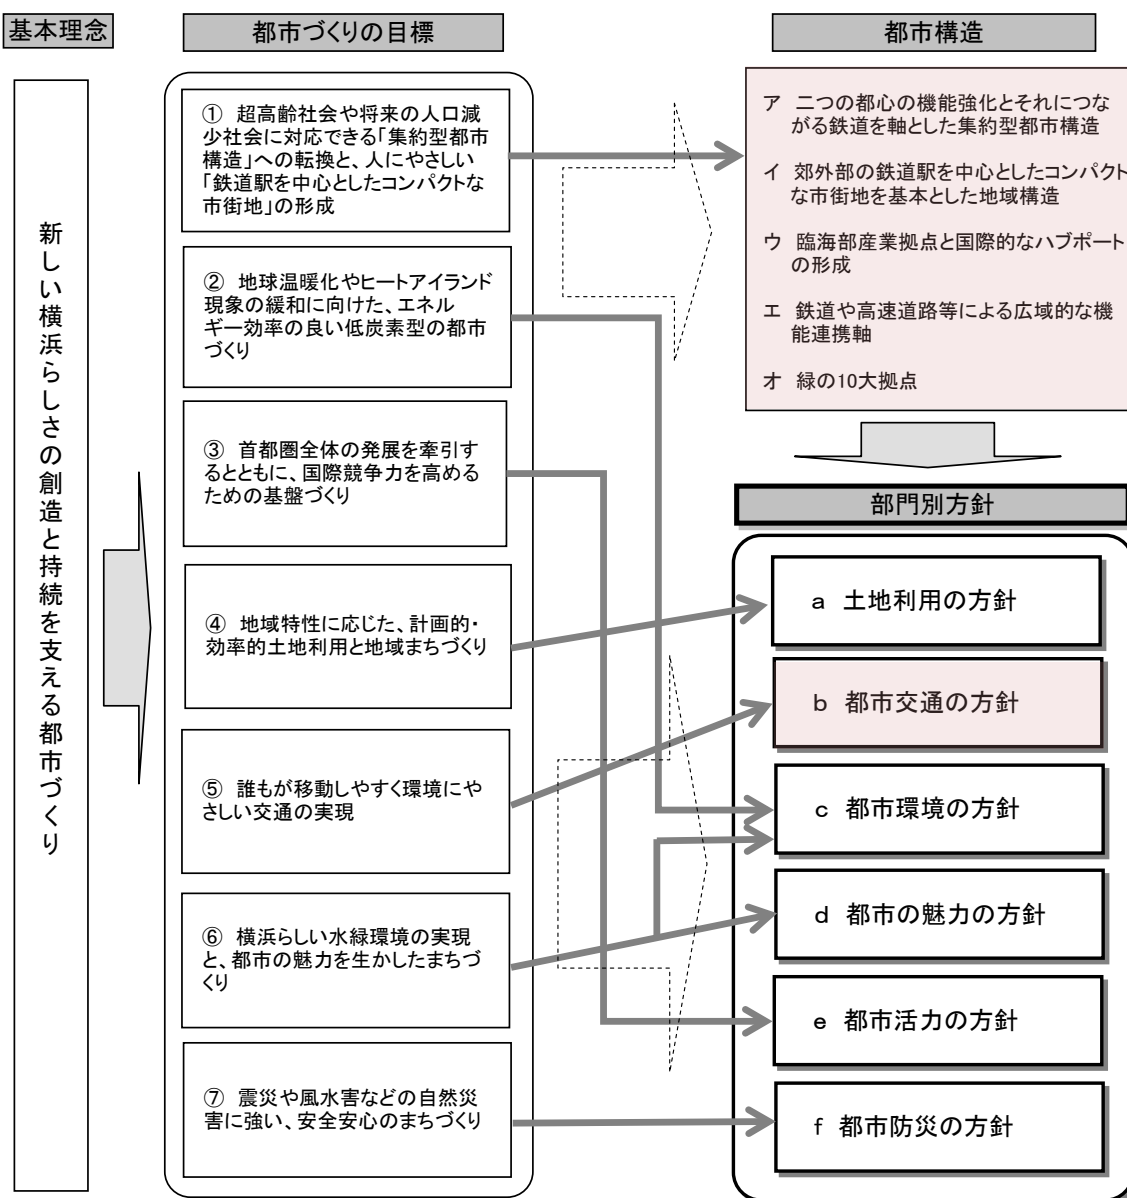 基本理念
都市づくりの目標
都市構造
新しい横浜らしさの創造と持続を支える都市づくり
① 超高齢社会や将来の人口減
少社会に対応できる「集約型都市
構造」への転換と、人にやさしい
「鉄道駅を中心としたコンパクトな
市街地」の形成
② 地球温暖化やヒートアイランド
現象の緩和に向けた、エネル
ギー効率の良い低炭素型の都市
づくり
③ 首都圏全体の発展を牽引す
るとともに、国際競争力を高める
ための基盤づくり
④ 地域特性に応じた、計画的・
効率的土地利用と地域まちづくり
⑤ 誰もが移動しやすく環境にや
さしい交通の実現
⑥ 横浜らしい水緑環境の実現
と、都市の魅力を生かしたまちづ
くり
⑦ 震災や風水害などの自然災
害に強い、安全安心のまちづくり
ア 二つの都心の機能強化とそれにつな
がる鉄道を軸とした集約型都市構造
イ 郊外部の鉄道駅を中心としたコンパクト
な市街地を基本とした地域構造
ウ 臨海部産業拠点と国際的なハブポート
の形成
エ 鉄道や高速道路等による広域的な機
能連携軸
オ 緑の10大拠点
部門別方針
a 土地利用の方針
b 都市交通の方針
c 都市環境の方針
d 都市の魅力の方針
e 都市活力の方針
f 都市防災の方針